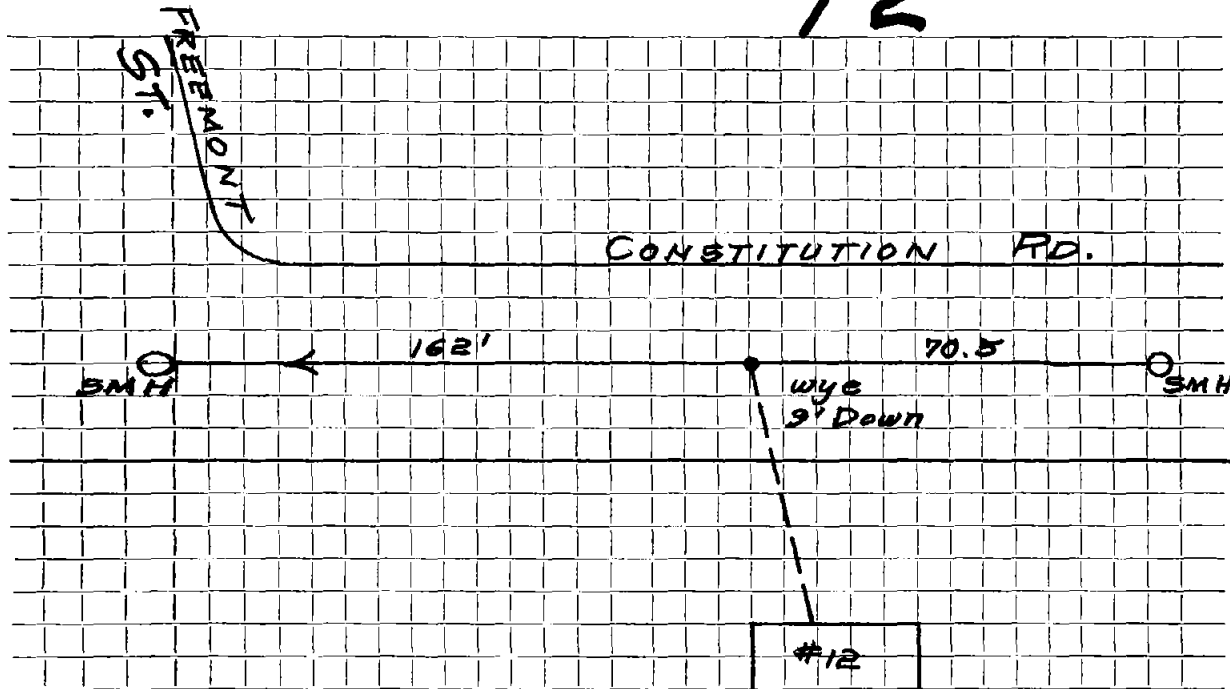 12
FREEMONT
ST.
CONSTITUTION RD.
162'
70.5
SMH
wye
9' Down
SMH
#12